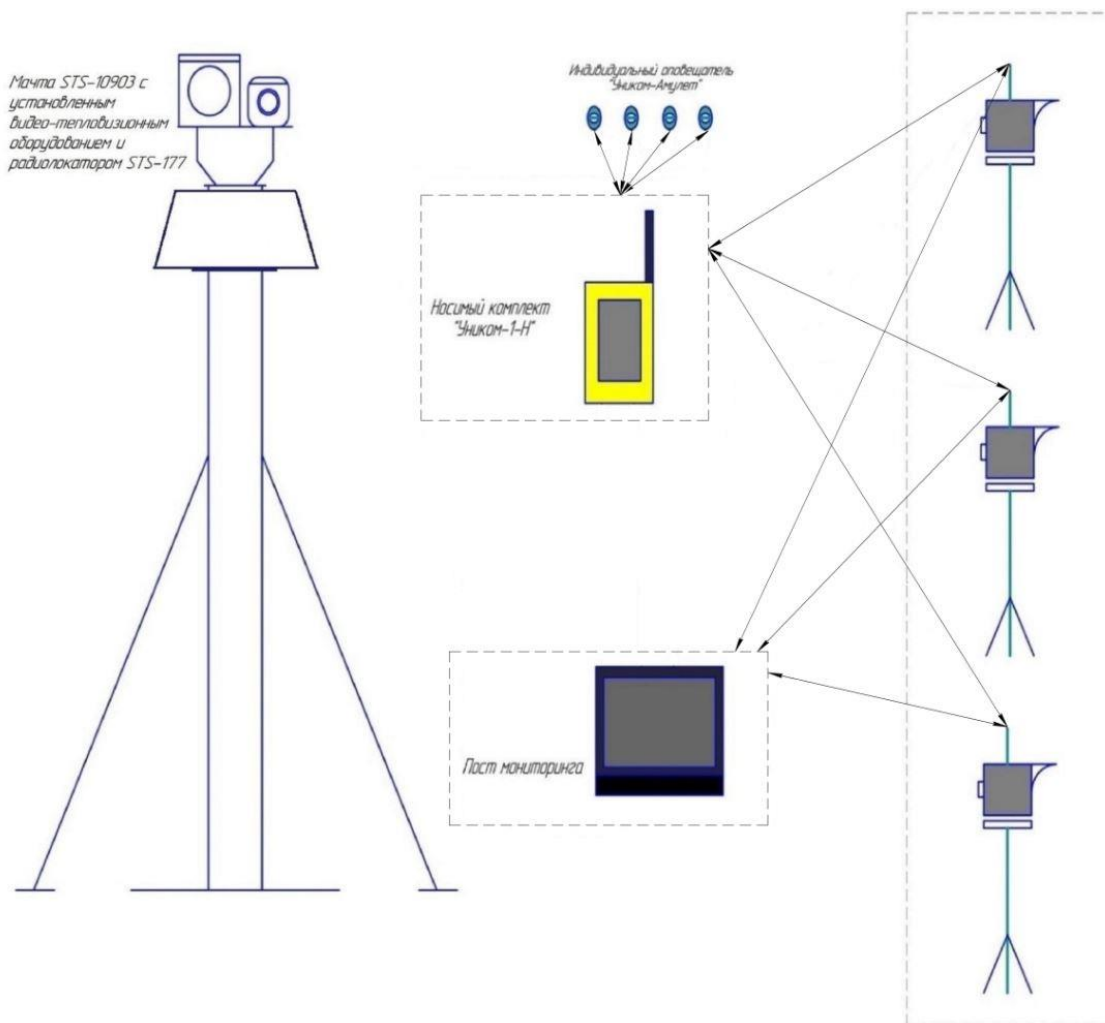 Мачта STS-10903 с
установленным
видео-тепловизионным
оборудованием и
радиолокатором STS-177
Индивидуальный оповещатель
"Уником-Амулет"
Носимый комплект
"Уником-1-Н"
Пост мониторинга